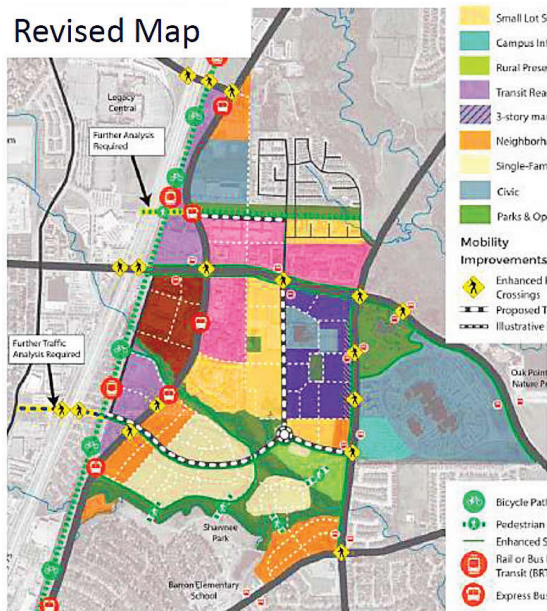 Revised Map
Legacy
Central
Further Analysis
Required
Further Traffic
Analysis Required
Shawnee
Park
Barron Elementary
School
Oak Point
Nature Pre
Small Lot S
Campus Inf
Rural Prese
Transit Rea
3-story ma
Neighborho
Single-Fam
Civic
Parks & Op
Mobility
Improvements
Enhanced I
Crossings
Proposed T
Illustrative
Bicycle Path
Pedestrian
Enhanced S
Rail or Bus
Transit (BRT
Express Bu